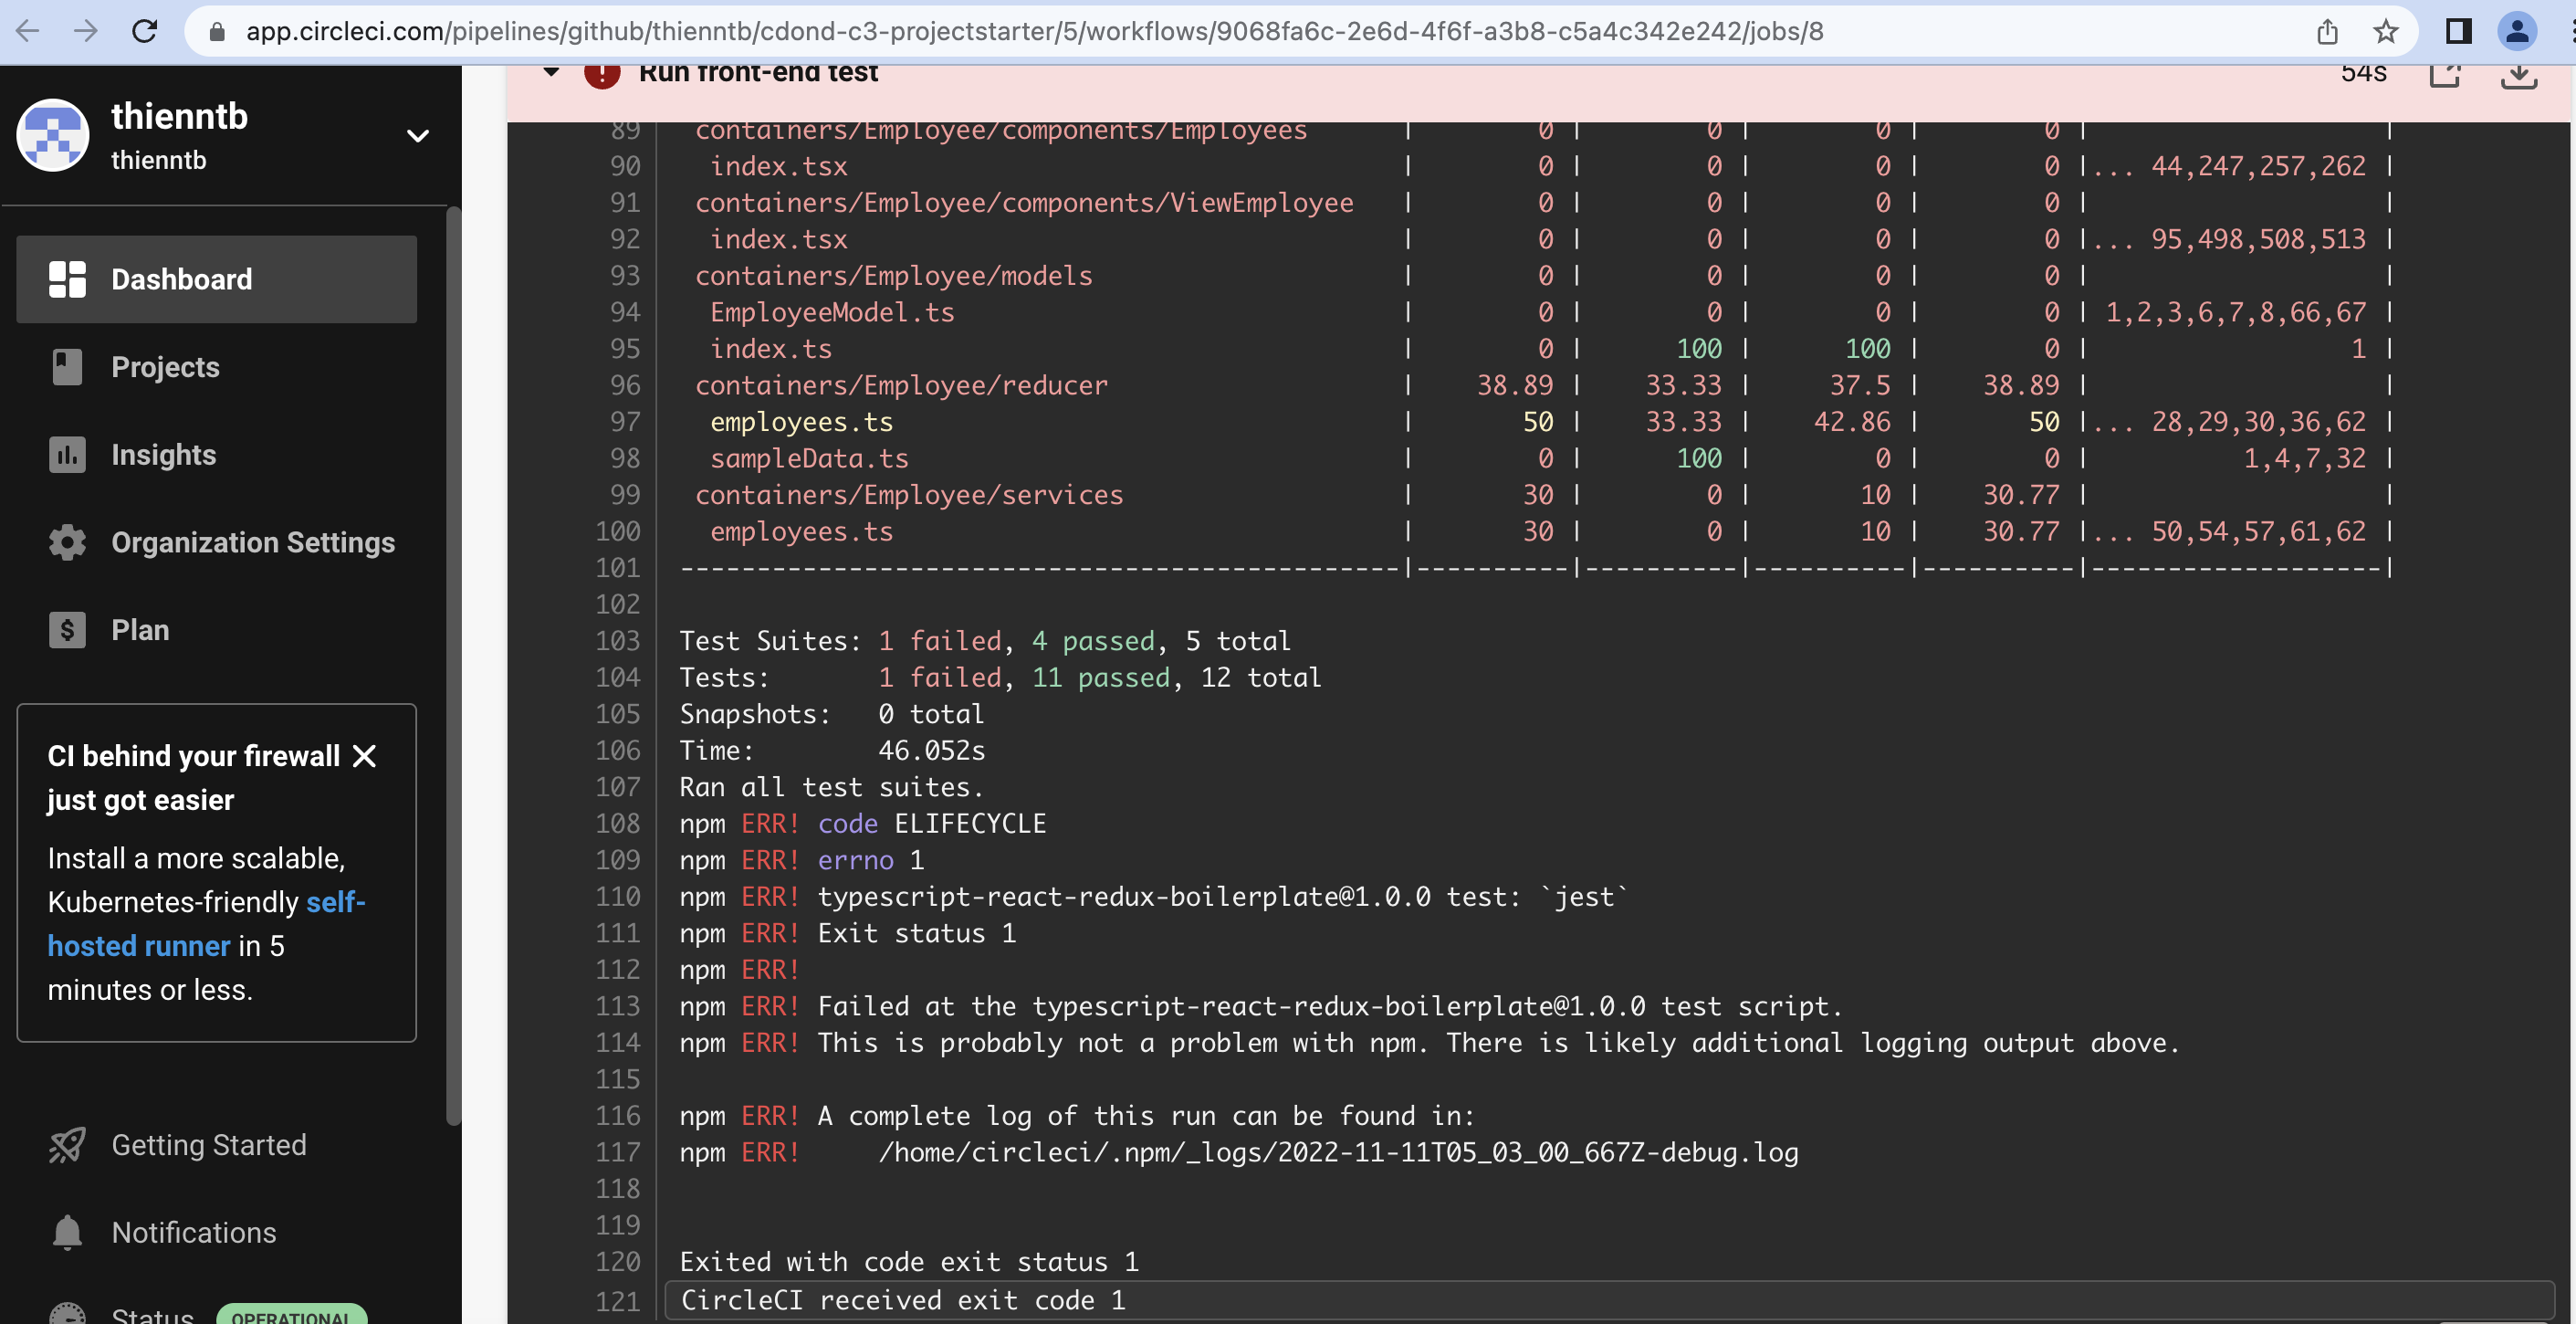 app.circleci.com/pipelines/github/thienntb/cdond-c3-projectstarter/5/workflows/9068fa6c-2e6d-4f6f-a3b8-c5a4c342e242/jobs/8
thienntb
thienntb
Dashboard
Projects
Insights
Organization Settings
Plan
CI behind your firewall
just got easier
Install a more scalable,
Kubernetes-friendly self-
hosted runner in 5
minutes or less.
Getting Started
Notifications
Status OPERATIONAL
Run front-end test 54s
89 containers/Employee/components/Employees | 0 | 0 | 0 | 0 | |
90 index.tsx | 0 | 0 | 0 | 0 |... 44,247,257,262 |
91 containers/Employee/components/ViewEmployee | 0 | 0 | 0 | 0 | |
92 index.tsx | 0 | 0 | 0 | 0 |... 95,498,508,513 |
93 containers/Employee/models | 0 | 0 | 0 | 0 | |
94 EmployeeModel.ts | 0 | 0 | 0 | 0 | 1,2,3,6,7,8,66,67 |
95 index.ts | 0 | 100 | 100 | 0 | 1 |
96 containers/Employee/reducer | 38.89 | 33.33 | 37.5 | 38.89 | |
97 employees.ts | 50 | 33.33 | 42.86 | 50 |... 28,29,30,36,62 |
98 sampleData.ts | 0 | 100 | 0 | 0 | 1,4,7,32 |
99 containers/Employee/services | 30 | 0 | 10 | 30.77 | |
100 employees.ts | 30 | 0 | 10 | 30.77 |... 50,54,57,61,62 |
101 -----------------------------------------------|----------|----------|----------|----------|-------------------|
102
103 Test Suites: 1 failed, 4 passed, 5 total
104 Tests: 1 failed, 11 passed, 12 total
105 Snapshots: 0 total
106 Time: 46.052s
107 Ran all test suites.
108 npm ERR! code ELIFECYCLE
109 npm ERR! errno 1
110 npm ERR! typescript-react-redux-boilerplate@1.0.0 test: `jest`
111 npm ERR! Exit status 1
112 npm ERR!
113 npm ERR! Failed at the typescript-react-redux-boilerplate@1.0.0 test script.
114 npm ERR! This is probably not a problem with npm. There is likely additional logging output above.
115
116 npm ERR! A complete log of this run can be found in:
117 npm ERR! /home/circleci/.npm/_logs/2022-11-11T05_03_00_667Z-debug.log
118
119
120 Exited with code exit status 1
121 CircleCI received exit code 1